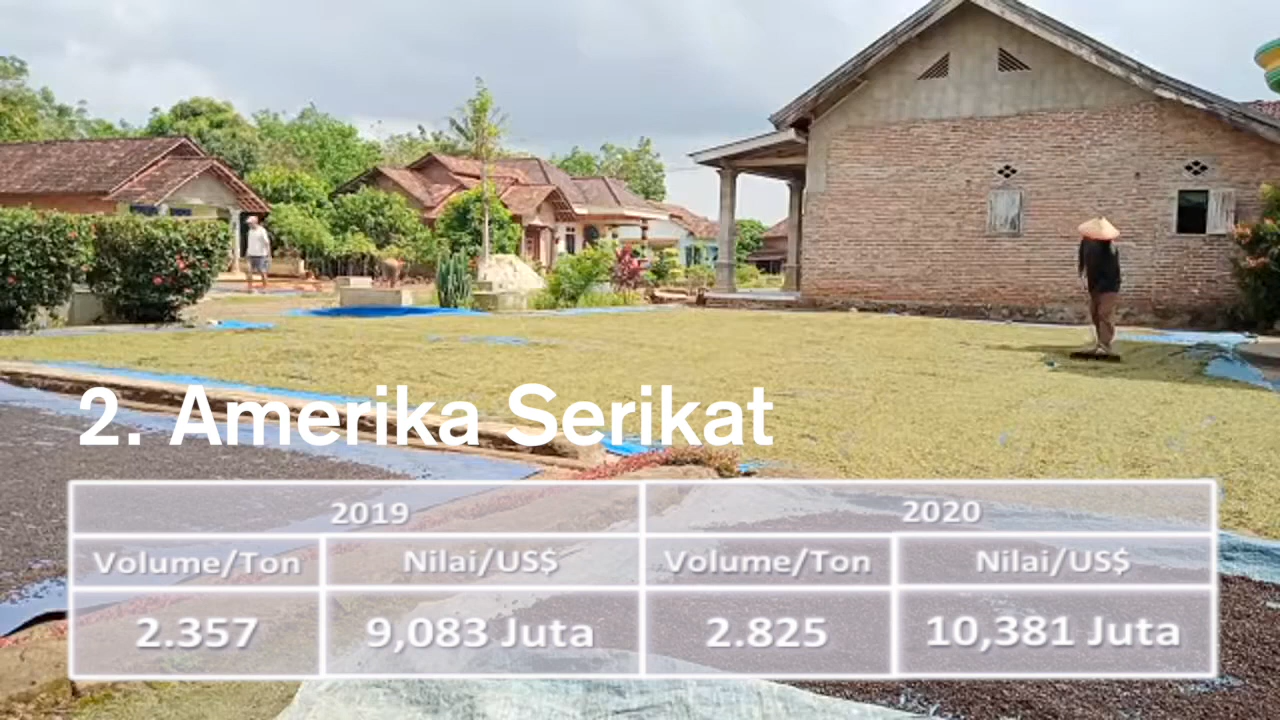 2. Amerika Serikat
2019 2020
Volume/Ton Nilai/US$ Volume/Ton Nilai/US$
2.357 9,083 Juta 2.825 10,381 Juta